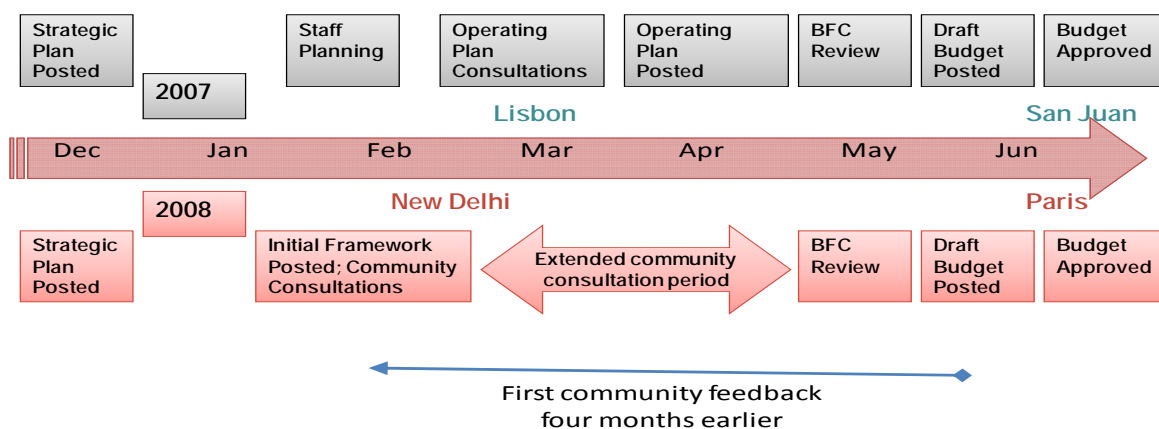 Strategic
Plan
Posted
Staff
Planning
Operating
Plan
Consultations
Operating
Plan
Posted
BFC
Review
Draft
Budget
Posted
Budget
Approved
2007
Lisbon
San Juan
Dec Jan Feb Mar Apr May Jun
2008
New Delhi
Paris
Strategic
Plan
Posted
Initial Framework
Posted; Community
Consultations
Extended community
consultation period
BFC
Review
Draft
Budget
Posted
Budget
Approved
First community feedback
four months earlier